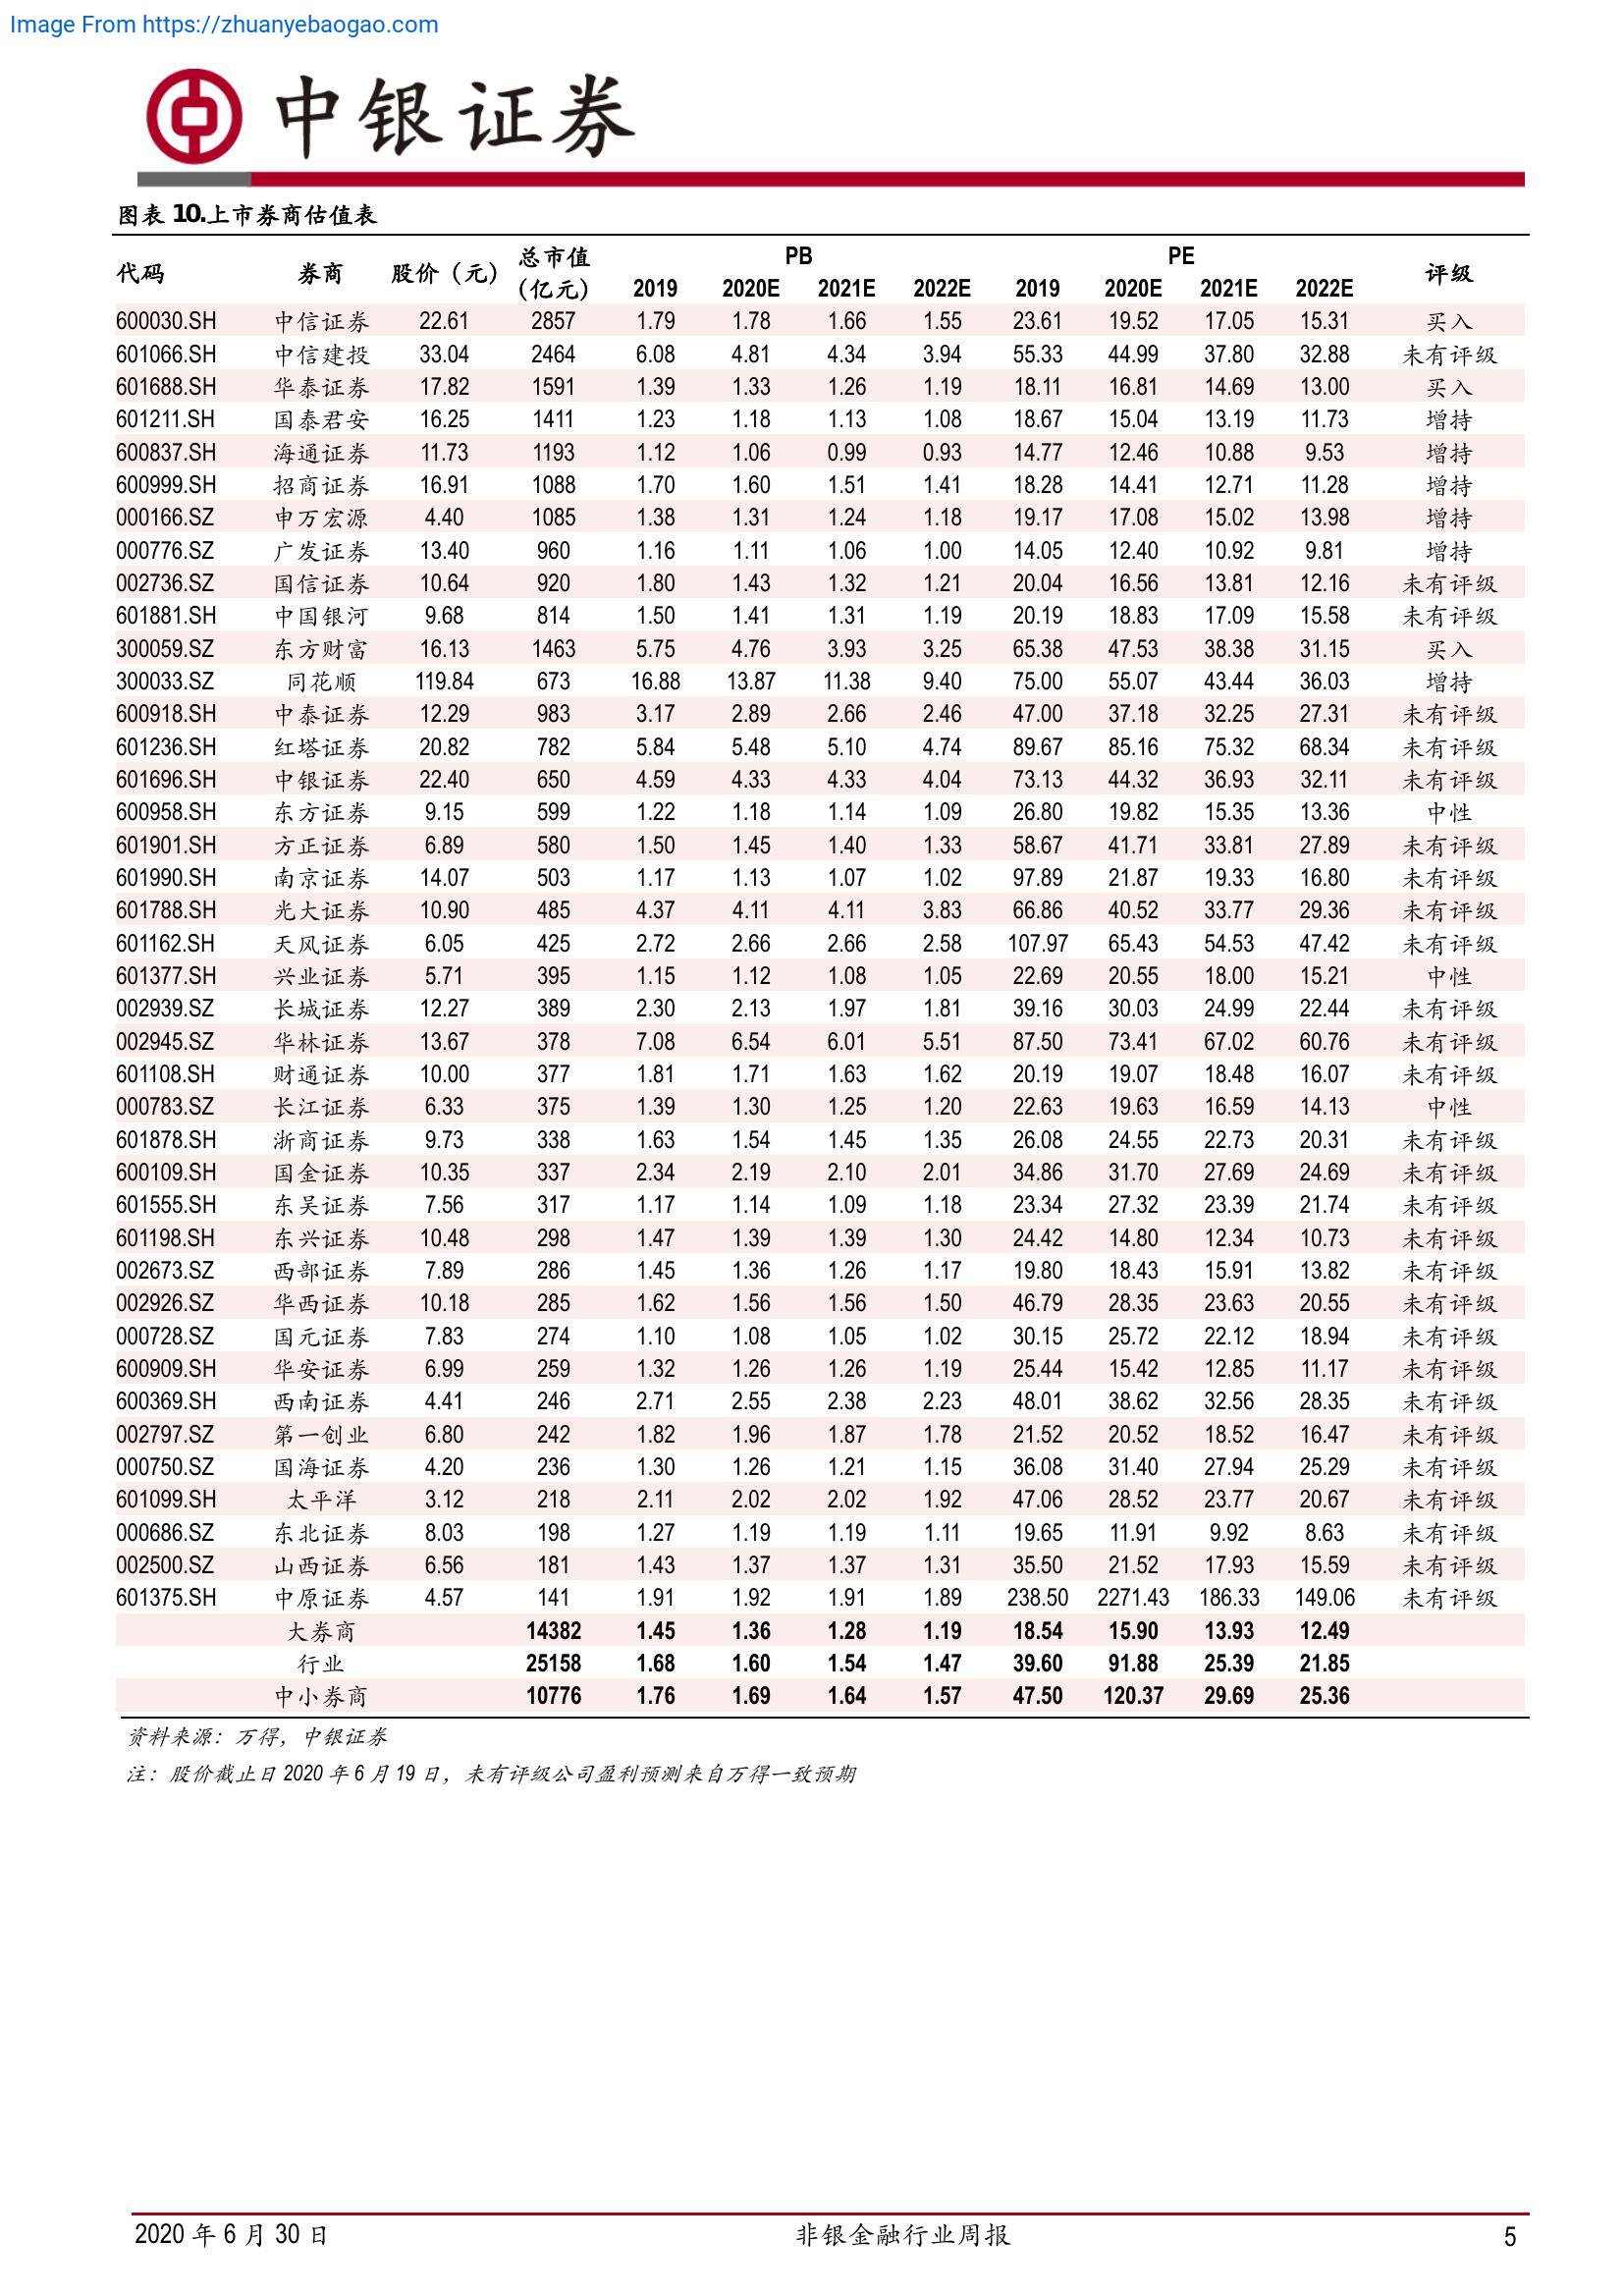 Image From https://zhuanyebaogao.com
中银证券
图表 10.上市券商估值表
代码 券商 股价（元） 总市值（亿元） PB PE 评级
2019 2020E 2021E 2022E 2019 2020E 2021E 2022E
600030.SH 中信证券 22.61 2857 1.79 1.78 1.66 1.55 23.61 19.52 17.05 15.31 买入
601066.SH 中信建投 33.04 2464 6.08 4.81 4.34 3.94 55.33 44.99 37.80 32.88 未有评级
601688.SH 华泰证券 17.82 1591 1.39 1.33 1.26 1.19 18.11 16.81 14.69 13.00 买入
601211.SH 国泰君安 16.25 1411 1.23 1.18 1.13 1.08 18.67 15.04 13.19 11.73 增持
600837.SH 海通证券 11.73 1193 1.12 1.06 0.99 0.93 14.77 12.46 10.88 9.53 增持
600999.SH 招商证券 16.91 1088 1.70 1.60 1.51 1.41 18.28 14.41 12.71 11.28 增持
000166.SZ 申万宏源 4.40 1085 1.38 1.31 1.24 1.18 19.17 17.08 15.02 13.98 增持
000776.SZ 广发证券 13.40 960 1.16 1.11 1.06 1.00 14.05 12.40 10.92 9.81 增持
002736.SZ 国信证券 10.64 920 1.80 1.43 1.32 1.21 20.04 16.56 13.81 12.16 未有评级
601881.SH 中国银河 9.68 814 1.50 1.41 1.31 1.19 20.19 18.83 17.09 15.58 未有评级
300059.SZ 东方财富 16.13 1463 5.75 4.76 3.93 3.25 65.38 47.53 38.38 31.15 买入
300033.SZ 同花顺 119.84 673 16.88 13.87 11.38 9.40 75.00 55.07 43.44 36.03 增持
600918.SH 中泰证券 12.29 983 3.17 2.89 2.66 2.46 47.00 37.18 32.25 27.31 未有评级
601236.SH 红塔证券 20.82 782 5.84 5.48 5.10 4.74 89.67 85.16 75.32 68.34 未有评级
601696.SH 中银证券 22.40 650 4.59 4.33 4.33 4.04 73.13 44.32 36.93 32.11 未有评级
600958.SH 东方证券 9.15 599 1.22 1.18 1.14 1.09 26.80 19.82 15.35 13.36 中性
601901.SH 方正证券 6.89 580 1.50 1.45 1.40 1.33 58.67 41.71 33.81 27.89 未有评级
601990.SH 南京证券 14.07 503 1.17 1.13 1.07 1.02 97.89 21.87 19.33 16.80 未有评级
601788.SH 光大证券 10.90 485 4.37 4.11 4.11 3.83 66.86 40.52 33.77 29.36 未有评级
601162.SH 天风证券 6.05 425 2.72 2.66 2.66 2.58 107.97 65.43 54.53 47.42 未有评级
601377.SH 兴业证券 5.71 395 1.15 1.12 1.08 1.05 22.69 20.55 18.00 15.21 中性
002939.SZ 长城证券 12.27 389 2.30 2.13 1.97 1.81 39.16 30.03 24.99 22.44 未有评级
002945.SZ 华林证券 13.67 378 7.08 6.54 6.01 5.51 87.50 73.41 67.02 60.76 未有评级
601108.SH 财通证券 10.00 377 1.81 1.71 1.63 1.62 20.19 19.07 18.48 16.07 未有评级
000783.SZ 长江证券 6.33 375 1.39 1.30 1.25 1.20 22.63 19.63 16.59 14.13 中性
601878.SH 浙商证券 9.73 338 1.63 1.54 1.45 1.35 26.08 24.55 22.73 20.31 未有评级
600109.SH 国金证券 10.35 337 2.34 2.19 2.10 2.01 34.86 31.70 27.69 24.69 未有评级
601555.SH 东吴证券 7.56 317 1.17 1.14 1.09 1.18 23.34 27.32 23.39 21.74 未有评级
601198.SH 东兴证券 10.48 298 1.47 1.39 1.39 1.30 24.42 14.80 12.34 10.73 未有评级
002673.SZ 西部证券 7.89 286 1.45 1.36 1.26 1.17 19.80 18.43 15.91 13.82 未有评级
002926.SZ 华西证券 10.18 285 1.62 1.56 1.56 1.50 46.79 28.35 23.63 20.55 未有评级
000728.SZ 国元证券 7.83 274 1.10 1.08 1.05 1.02 30.15 25.72 22.12 18.94 未有评级
600909.SH 华安证券 6.99 259 1.32 1.26 1.26 1.19 25.44 15.42 12.85 11.17 未有评级
600369.SH 西南证券 4.41 246 2.71 2.55 2.38 2.23 48.01 38.62 32.56 28.35 未有评级
002797.SZ 第一创业 6.80 242 1.82 1.96 1.87 1.78 21.52 20.52 18.52 16.47 未有评级
000750.SZ 国海证券 4.20 236 1.30 1.26 1.21 1.15 36.08 31.40 27.94 25.29 未有评级
601099.SH 太平洋 3.12 218 2.11 2.02 2.02 1.92 47.06 28.52 23.77 20.67 未有评级
000686.SZ 东北证券 8.03 198 1.27 1.19 1.19 1.11 19.65 11.91 9.92 8.63 未有评级
002500.SZ 山西证券 6.56 181 1.43 1.37 1.37 1.31 35.50 21.52 17.93 15.59 未有评级
601375.SH 中原证券 4.57 141 1.91 1.92 1.91 1.89 238.50 2271.43 186.33 149.06 未有评级
大券商 14382 1.45 1.36 1.28 1.19 18.54 15.90 13.93 12.49
行业 25158 1.68 1.60 1.54 1.47 39.60 91.88 25.39 21.85
中小券商 10776 1.76 1.69 1.64 1.57 47.50 120.37 29.69 25.36
资料来源：万得，中银证券
注：股价截止日 2020 年 6 月 19 日，未有评级公司盈利预测来自万得一致预期
2020 年 6 月 30 日 非银金融行业周报 5